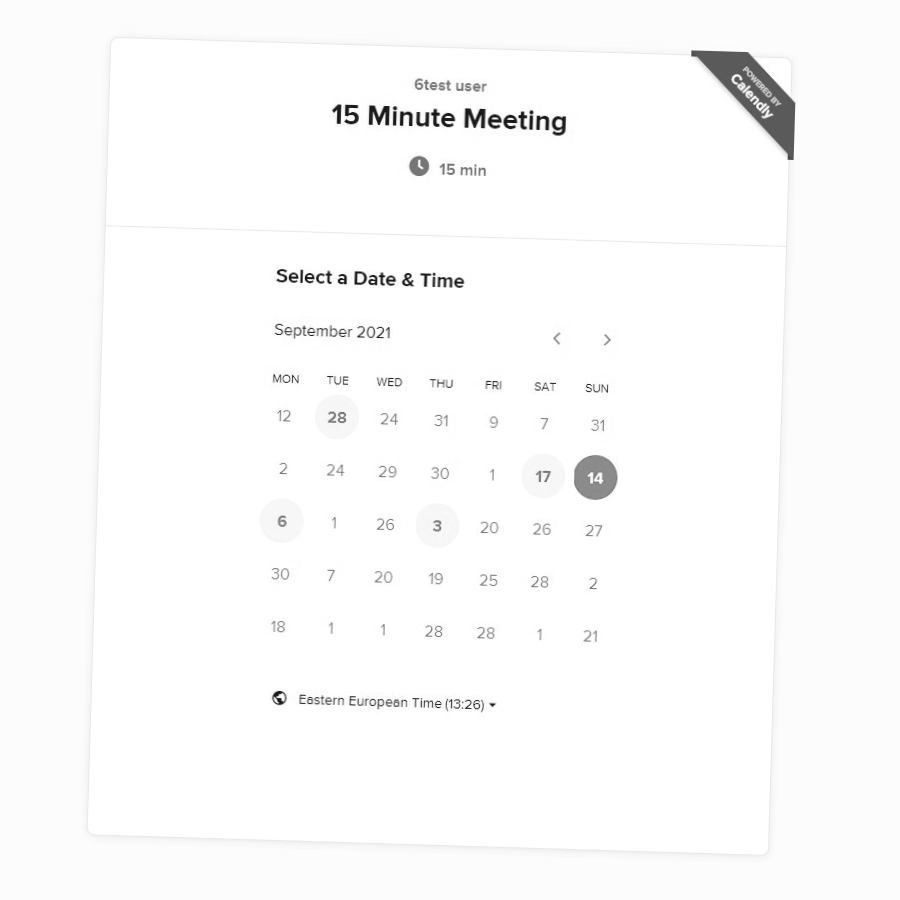 6test user
15 Minute Meeting
15 min
POWERED BY
Calendly
Select a Date & Time
September 2021
MON TUE WED THU FRI SAT SUN
12 28 24 31 9 7 31
2 24 29 30 1 17 14
6 1 26 3 20 26 27
30 7 20 19 25 28 2
18 1 1 28 28 1 21
Eastern European Time (13:26)